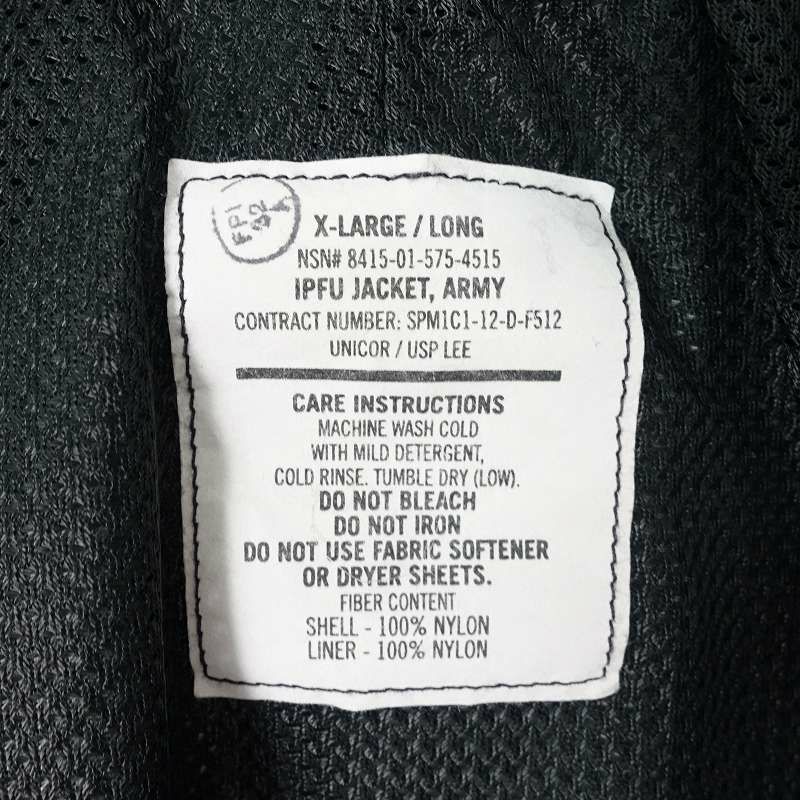 FPI
32
A
X-LARGE / LONG
NSN# 8415-01-575-4515
IPFU JACKET, ARMY
CONTRACT NUMBER: SPM1C1-12-D-F512
UNICOR / USP LEE
CARE INSTRUCTIONS
MACHINE WASH COLD
WITH MILD DETERGENT,
COLD RINSE. TUMBLE DRY (LOW).
DO NOT BLEACH
DO NOT IRON
DO NOT USE FABRIC SOFTENER
OR DRYER SHEETS.
FIBER CONTENT
SHELL - 100% NYLON
LINER - 100% NYLON